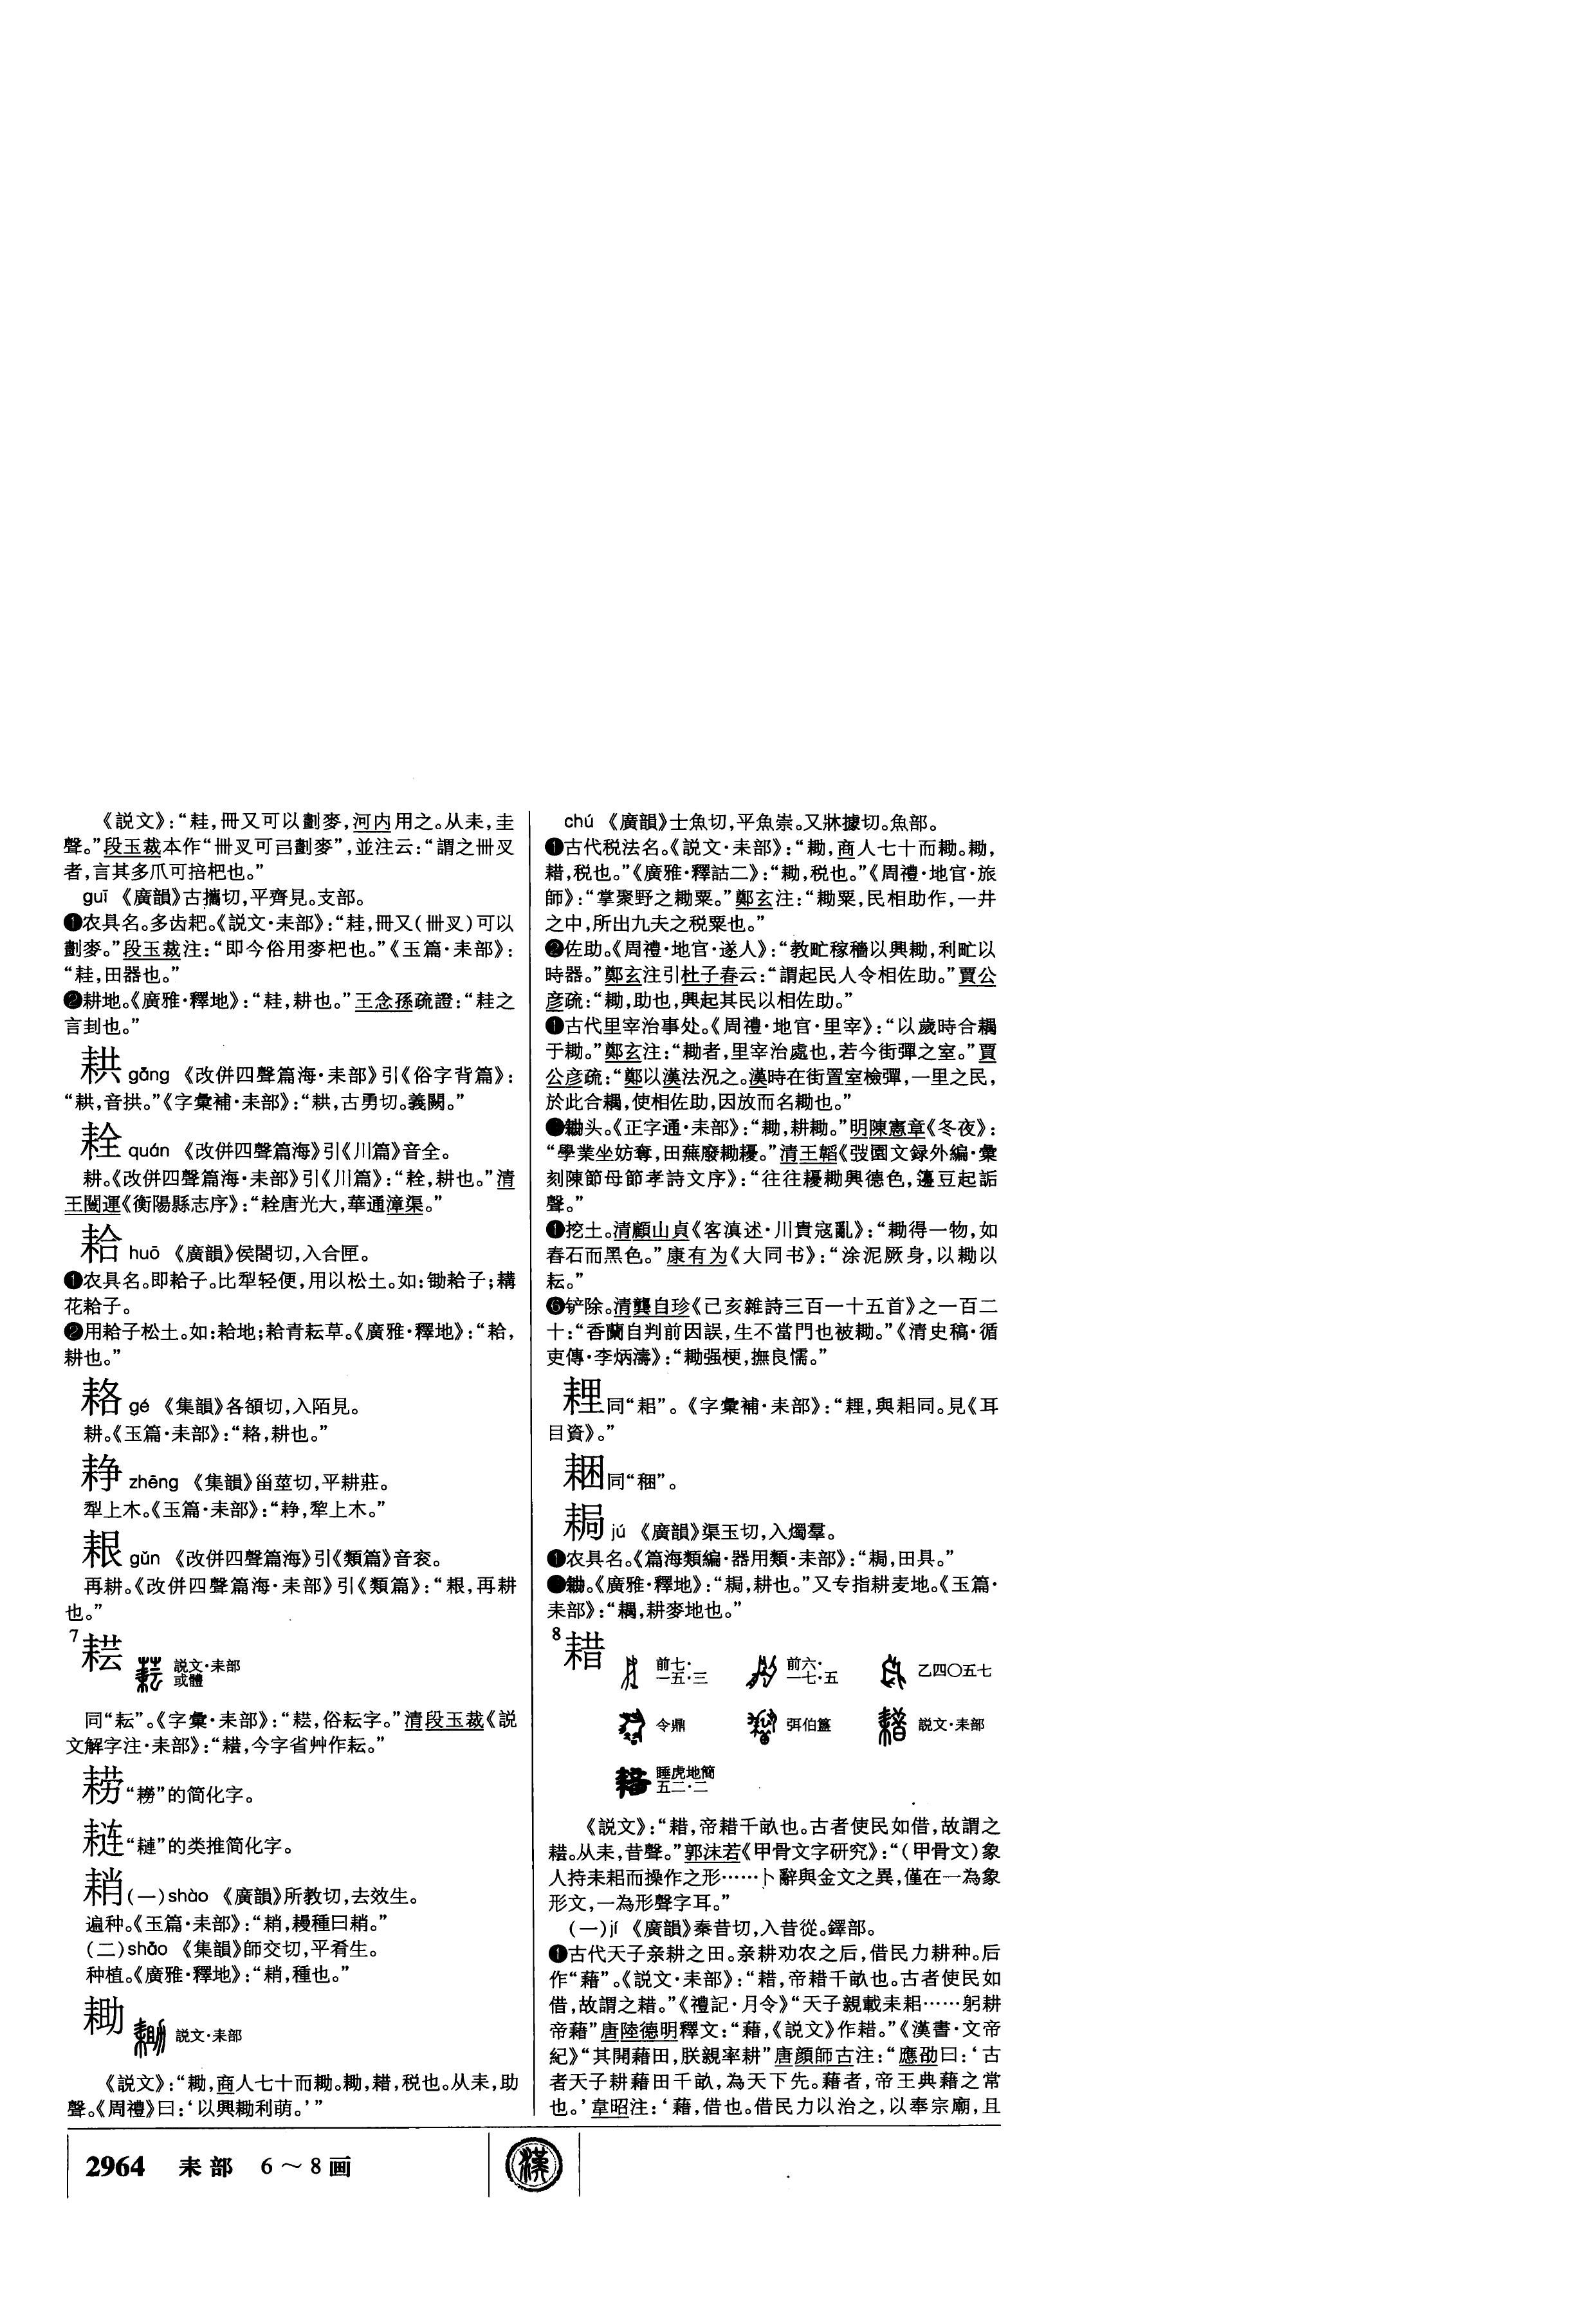 《説文》：“𦓯，冊又可以劃麥，河内用之。从耒，圭
聲。”段玉裁本作“卌叉可㠯劃麥”，並注云：“謂之卌叉
者，言其多爪可掊杷也。”
guī 《廣韻》古攜切，平齊見。支部。
❶农具名。多齿耙。《説文·耒部》：“𦓯，冊又（卌叉）可以
劃麥。”段玉裁注：“即今俗用麥杷也。”《玉篇·耒部》：
“𦓯，田器也。”
❷耕地。《廣雅·釋地》：“𦓯，耕也。”王念孫疏證：“𦓯之
言刲也。”
gǒng 《改併四聲篇海·耒部》引《俗字背篇》：
“ ，音拱。”《字彙補·耒部》：“ ，古勇切。義闕。”
quán 《改併四聲篇海》引《川篇》音全。
耕。《改併四聲篇海·耒部》引《川篇》：“ ，耕也。”清
王闓運《衡陽縣志序》：“ 唐光大，華通漳渠。”
耠 huō 《廣韻》侯閤切，入合匣。
❶农具名。即耠子。比犁轻便，用以松土。如：锄耠子；耩
花耠子。
❷用耠子松土。如：耠地；耠青耘草。《廣雅·釋地》：“耠，
耕也。”
gé 《集韻》各頟切，入陌見。
耕。《玉篇·耒部》：“ ，耕也。”
zhēng 《集韻》甾莖切，平耕莊。
犁上木。《玉篇·耒部》：“ ，犂上木。”
gǔn 《改併四聲篇海》引《類篇》音衮。
再耕。《改併四聲篇海·耒部》引《類篇》：“ ，再耕
也。”
7
説文·耒部
或體
同“耘”。《字彙·耒部》：“ ，俗耘字。”清段玉裁《説
文解字注·耒部》：“ ，今字省艸作耘。”
耢“耮”的简化字。
“ ”的类推简化字。
䎴（一）shào 《廣韻》所教切，去效生。
遍种。《玉篇·耒部》：“䎴，耰種曰䎴。”
（二）shāo 《集韻》師交切，平肴生。
种植。《廣雅·釋地》：“䎴，種也。”
耡 説文·耒部
《説文》：“耡，商人七十而耡。耡，耤，税也。从耒，助
聲。《周禮》曰：‘以興耡利萌。’”
chú 《廣韻》士魚切，平魚崇。又牀據切。魚部。
❶古代税法名。《説文·耒部》：“耡，商人七十而耡。耡，
耤，税也。”《廣雅·釋詁二》：“耡，税也。”《周禮·地官·旅
師》：“掌聚野之耡粟。”鄭玄注：“耡粟，民相助作，一井
之中，所出九夫之税粟也。”
❷佐助。《周禮·地官·遂人》：“教甿稼穡以興耡，利甿以
時器。”鄭玄注引杜子春云：“謂起民人令相佐助。”賈公
彦疏：“耡，助也，興起其民以相佐助。”
❶古代里宰治事处。《周禮·地官·里宰》：“以歲時合耦
于耡。”鄭玄注：“耡者，里宰治處也，若今街彈之室。”賈
公彦疏：“鄭以漢法況之。漢時在街置室檢彈，一里之民，
於此合耦，使相佐助，因放而名耡也。”
锄头。《正字通·耒部》：“耡，耕耡。”明陳憲章《冬夜》：
“學業坐妨奪，田蕪廢耡耰。”清王韜《弢園文録外編·彙
刻陳節母節孝詩文序》：“往往耰耡興德色，籩豆起詬
聲。”
❶挖土。清顧山貞《客滇述·川貴寇亂》：“耡得一物，如
舂石而黑色。”康有为《大同书》：“涂泥厥身，以耡以
耘。”
❻铲除。清龔自珍《己亥雜詩三百一十五首》之一百二
十：“香蘭自判前因誤，生不當門也被耡。”《清史稿·循
吏傳·李炳濤》：“耡强梗，撫良懦。”
同“耜”。《字彙補·耒部》：“ ，與耜同。見《耳
目資》。”
同“稛”。
jú 《廣韻》渠玉切，入燭羣。
❶农具名。《篇海類編·器用類·耒部》：“ ，田具。”
锄。《廣雅·釋地》：“ ，耕也。”又专指耕麦地。《玉篇·
耒部》：“ ，耕麥地也。”
8 耤 前七·一五·三 前六·一七·五 乙四〇五七
令鼎 弭伯簋 説文·耒部
睡虎地簡五二·二
《説文》：“耤，帝耤千畝也。古者使民如借，故謂之
耤。从耒，昔聲。”郭沫若《甲骨文字研究》：“（甲骨文）象
人持耒耜而操作之形……卜辭與金文之異，僅在一為象
形文，一為形聲字耳。”
（一）jí 《廣韻》秦昔切，入昔從。鐸部。
❶古代天子亲耕之田。亲耕劝农之后，借民力耕种。后
作“藉”。《説文·耒部》：“耤，帝耤千畝也。古者使民如
借，故謂之耤。”《禮記·月令》“天子親載耒耜……躬耕
帝藉”唐陸德明釋文：“藉，《説文》作耤。”《漢書·文帝
紀》“其開藉田，朕親率耕”唐顔師古注：“應劭曰：‘古
者天子耕藉田千畝，為天下先。藉者，帝王典藉之常
也。’韋昭注：‘藉，借也。借民力以治之，以奉宗廟，且
2964 耒部 6～8画
漢